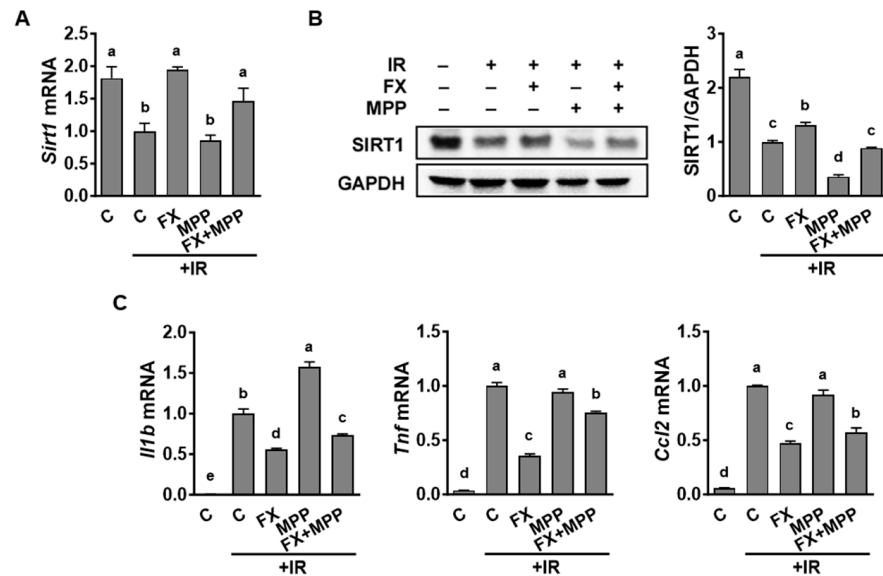 A
Sirt1 mRNA
2.5
2.0
1.5
1.0
0.5
0.0
a
b
a
b
a
C
C
FX
MPP
FX+MPP
+IR
B
IR – + + + +
FX – – + – +
MPP – – – + +
SIRT1
GAPDH
SIRT1/GAPDH
3
2
1
0
a
c
b
d
c
C
C
FX
MPP
FX+MPP
+IR
C
Il1b mRNA
2.0
1.5
1.0
0.5
0.0
e
b
d
a
c
C
C
FX
MPP
FX+MPP
+IR
Tnf mRNA
1.5
1.0
0.5
0.0
d
a
c
a
b
C
C
FX
MPP
FX+MPP
+IR
Ccl2 mRNA
1.5
1.0
0.5
0.0
d
a
c
a
b
C
C
FX
MPP
FX+MPP
+IR